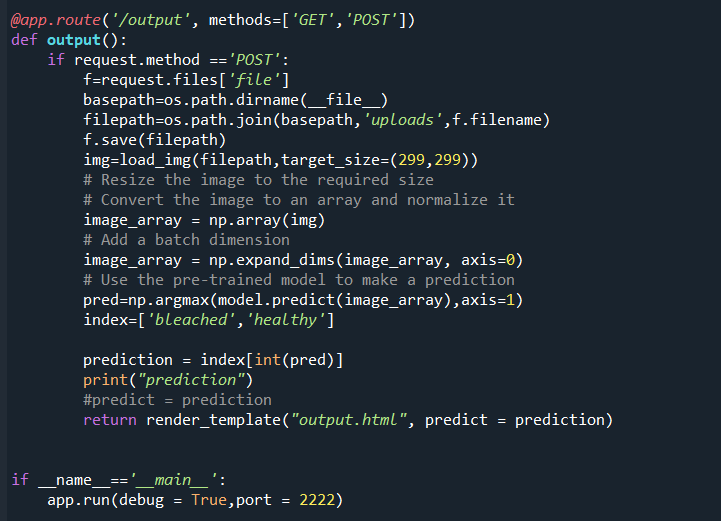 @app.route('/output', methods=['GET','POST'])
def output():
    if request.method =='POST':
        f=request.files['file']
        basepath=os.path.dirname(__file__)
        filepath=os.path.join(basepath,'uploads',f.filename)
        f.save(filepath)
        img=load_img(filepath,target_size=(299,299))
        # Resize the image to the required size
        # Convert the image to an array and normalize it
        image_array = np.array(img)
        # Add a batch dimension
        image_array = np.expand_dims(image_array, axis=0)
        # Use the pre-trained model to make a prediction
        pred=np.argmax(model.predict(image_array),axis=1)
        index=['bleached','healthy']

        prediction = index[int(pred)]
        print("prediction")
        #predict = prediction
        return render_template("output.html", predict = prediction)


if __name__=='__main__':
    app.run(debug = True,port = 2222)